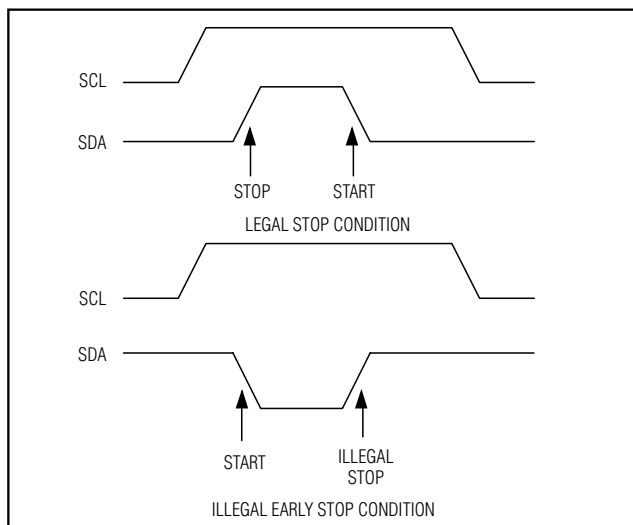 SCL
SDA
STOP START
LEGAL STOP CONDITION
SCL
SDA
START ILLEGAL
STOP
ILLEGAL EARLY STOP CONDITION